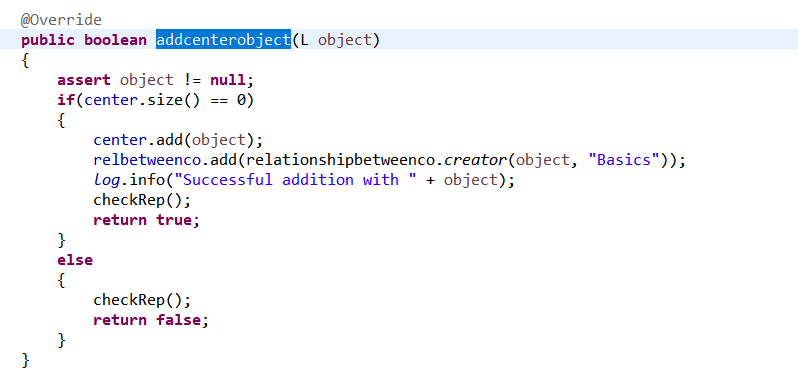 @Override
public boolean addcenterobject(L object)
{
    assert object != null;
    if(center.size() == 0)
    {
        center.add(object);
        relbetweenco.add(relationshipbetweenco.creator(object, "Basics"));
        log.info("Successful addition with " + object);
        checkRep();
        return true;
    }
    else
    {
        checkRep();
        return false;
    }
}